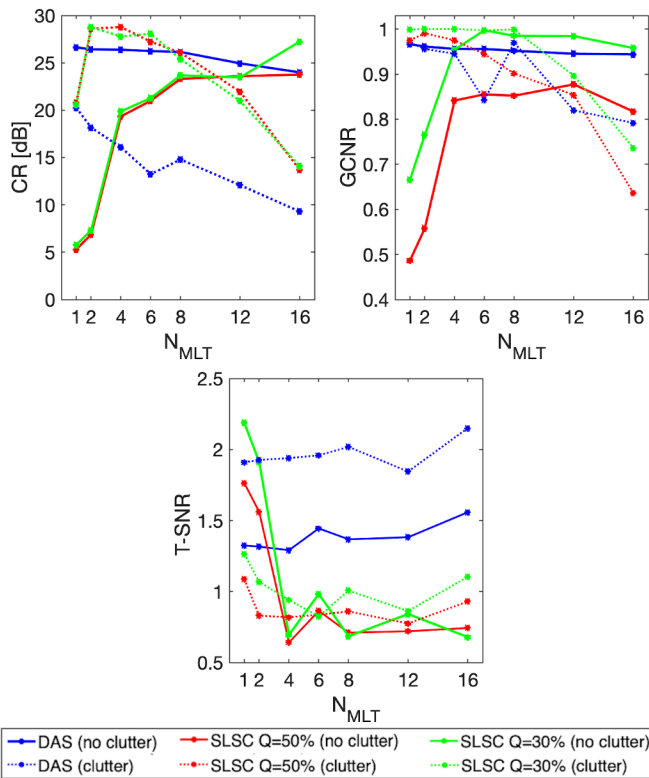 30
25
20
15
10
5
0
CR [dB]
1 2 4 6 8 12 16
N_MLT
1
0.9
0.8
0.7
0.6
0.5
0.4
GCNR
1 2 4 6 8 12 16
N_MLT
2.5
2
1.5
1
0.5
T-SNR
1 2 4 6 8 12 16
N_MLT
DAS (no clutter) SLSC Q=50% (no clutter) SLSC Q=30% (no clutter)
DAS (clutter) SLSC Q=50% (clutter) SLSC Q=30% (clutter)